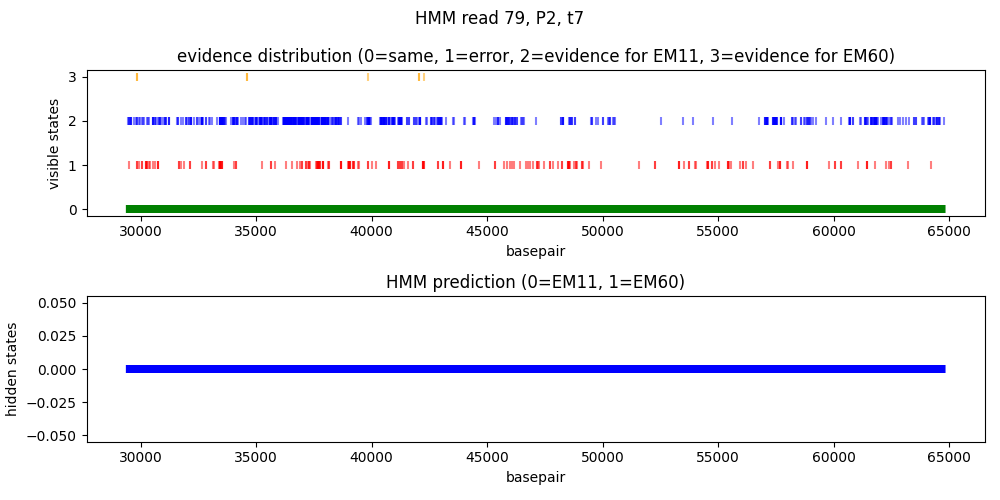 HMM read 79, P2, t7
evidence distribution (0=same, 1=error, 2=evidence for EM11, 3=evidence for EM60)
visible states
3
2
1
0
30000 35000 40000 45000 50000 55000 60000 65000
basepair
HMM prediction (0=EM11, 1=EM60)
hidden states
0.050
0.025
0.000
−0.025
−0.050
30000 35000 40000 45000 50000 55000 60000 65000
basepair